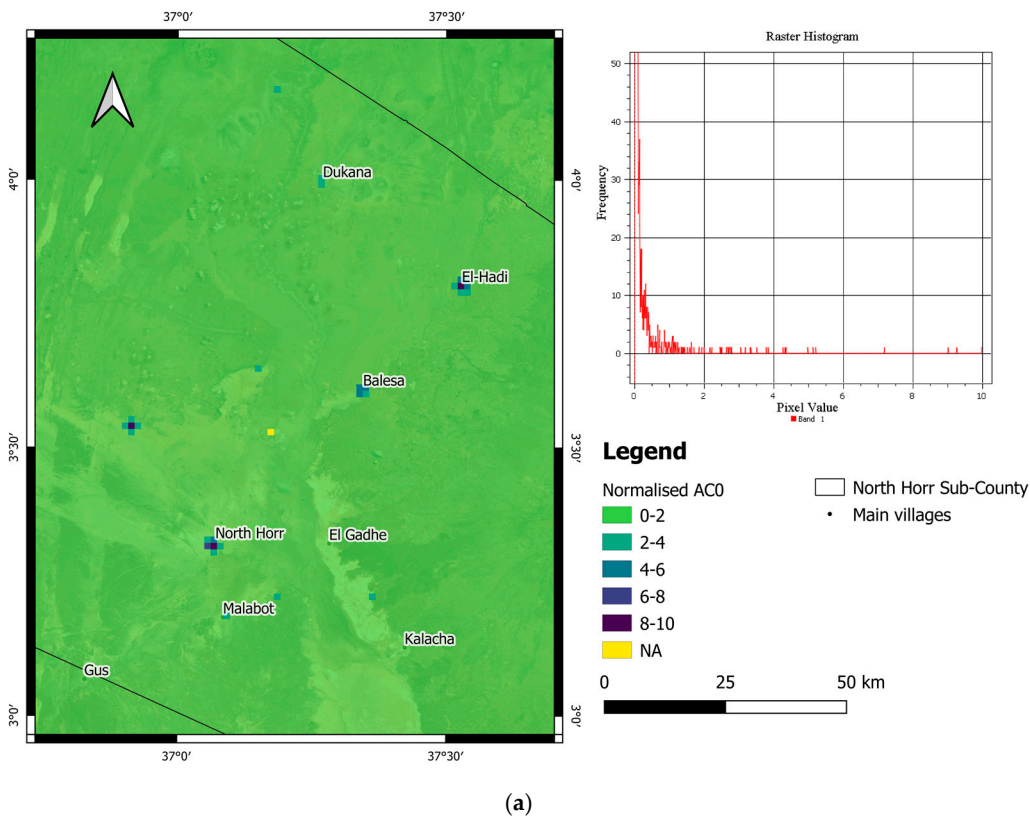 37°0′ 37°30′
4°0′ 4°0′
3°30′ 3°30′
3°0′ 3°0′
37°0′ 37°30′
Dukana
El-Hadi
Balesa
North Horr
El Gadhe
Malabot
Kalacha
Gus
Raster Histogram
Frequency
50
40
30
20
10
0
0 2 4 6 8 10
Pixel Value
Band 1
Legend
Normalised AC0
0-2
2-4
4-6
6-8
8-10
NA
North Horr Sub-County
Main villages
0 25 50 km
(a)